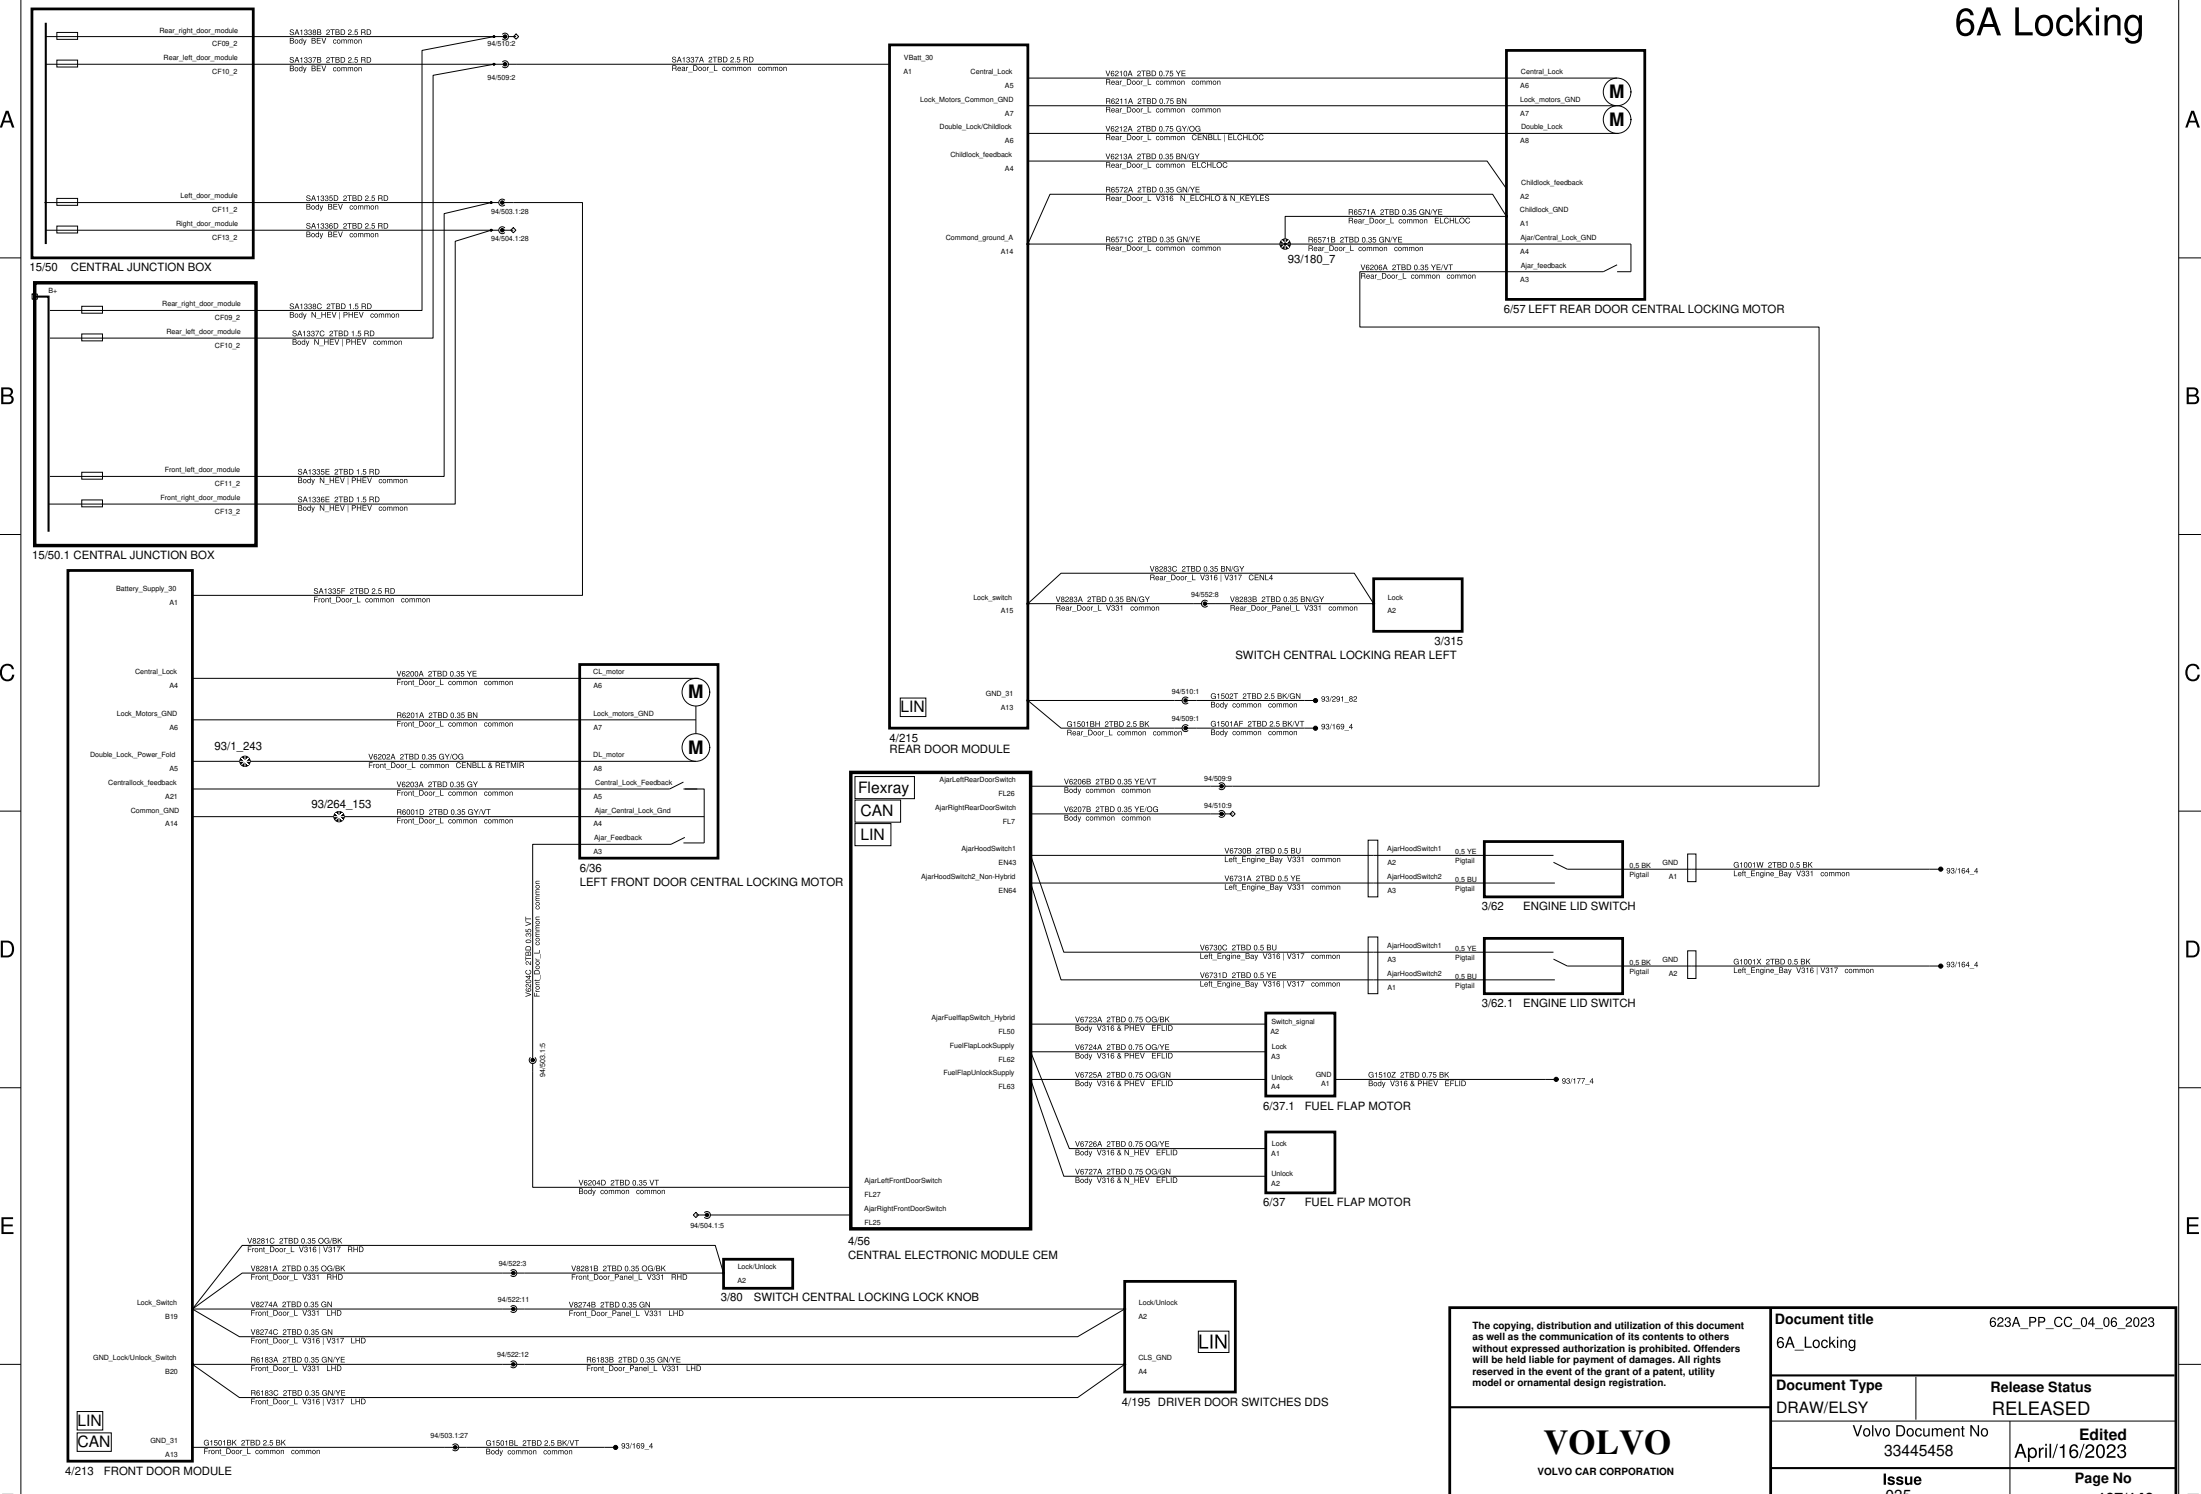 6A Locking
A
A
B
B
C
C
D
D
E
E
Rear_right_door_module
CF09_2
SA1338B 2TBD 2.5 RD
Body BEV common
94/510:2
Rear_left_door_module
CF10_2
SA1337B 2TBD 2.5 RD
Body BEV common
94/509:2
SA1337A 2TBD 2.5 RD
Rear_Door_L common common
Left_door_module
CF11_2
SA1335D 2TBD 2.5 RD
Body BEV common
94/503.1:28
Right_door_module
CF13_2
SA1336D 2TBD 2.5 RD
Body BEV common
94/504.1:28
15/50 CENTRAL JUNCTION BOX
B+
Rear_right_door_module
CF09_2
SA1338C 2TBD 1.5 RD
Body N_HEV | PHEV common
Rear_left_door_module
CF10_2
SA1337C 2TBD 1.5 RD
Body N_HEV | PHEV common
Front_left_door_module
CF11_2
SA1335E 2TBD 1.5 RD
Body N_HEV | PHEV common
Front_right_door_module
CF13_2
SA1336E 2TBD 1.5 RD
Body N_HEV | PHEV common
15/50.1 CENTRAL JUNCTION BOX
VBatt_30
A1
Central_Lock
A5
V6210A 2TBD 0.75 YE
Rear_Door_L common common
Lock_Motors_Common_GND
A7
R6211A 2TBD 0.75 BN
Rear_Door_L common common
Double_Lock/Childlock
A6
V6212A 2TBD 0.75 GY/OG
Rear_Door_L common CENBLL | ELCHLOC
Childlock_feedback
A4
V6213A 2TBD 0.35 BN/GY
Rear_Door_L common ELCHLOC
R6572A 2TBD 0.35 GN/YE
Rear_Door_L V316 N_ELCHLO & N_KEYLES
R6571A 2TBD 0.35 GN/YE
Rear_Door_L common ELCHLOC
Commond_ground_A
A14
R6571C 2TBD 0.35 GN/YE
Rear_Door_L common common
93/180_7
R6571B 2TBD 0.35 GN/YE
Rear_Door_L common common
V6206A 2TBD 0.35 YE/VT
Rear_Door_L common common
Central_Lock
A6
Lock_motors_GND
A7
Double_Lock
A8
M
M
Childlock_feedback
A2
Childlock_GND
A1
Ajar/Central_Lock_GND
A4
Ajar_feedback
A3
6/57 LEFT REAR DOOR CENTRAL LOCKING MOTOR
Lock_switch
A15
V8283C 2TBD 0.35 BN/GY
Rear_Door_L V316 | V317 CENL4
V8283A 2TBD 0.35 BN/GY
Rear_Door_L V331 common
94/552:8
V8283B 2TBD 0.35 BN/GY
Rear_Door_Panel_L V331 common
Lock
A2
3/315
SWITCH CENTRAL LOCKING REAR LEFT
GND_31
A13
94/510:1
G1502T 2TBD 2.5 BK/GN
Body common common
93/291_82
G1501BH 2TBD 2.5 BK
Rear_Door_L common common
94/509:1
G1501AF 2TBD 2.5 BK/VT
Body common common
93/169_4
LIN
4/215
REAR DOOR MODULE
Battery_Supply_30
A1
SA1335F 2TBD 2.5 RD
Front_Door_L common common
Central_Lock
A4
V6200A 2TBD 0.35 YE
Front_Door_L common common
Lock_Motors_GND
A6
R6201A 2TBD 0.35 BN
Front_Door_L common common
Double_Lock,_Power_Fold
A5
93/1_243
V6202A 2TBD 0.35 GY/OG
Front_Door_L common CENBLL & RETMIR
Centrallock_feedback
A21
V6203A 2TBD 0.35 GY
Front_Door_L common common
Common_GND
A14
93/264_153
R6001D 2TBD 0.35 GY/VT
Front_Door_L common common
CL_motor
A6
Lock_motors_GND
A7
DL_motor
A8
Central_Lock_Feedback
A5
Ajar_Central_Lock_Gnd
A4
Ajar_Feedback
A3
M
M
6/36
LEFT FRONT DOOR CENTRAL LOCKING MOTOR
V6204C 2TBD 0.35 VT
Front_Door_L common common
94/503.1:5
V6204D 2TBD 0.35 VT
Body common common
94/504.1:5
Flexray
CAN
LIN
AjarLeftRearDoorSwitch
FL26
V6206B 2TBD 0.35 YE/VT
Body common common
94/509:9
AjarRightRearDoorSwitch
FL7
V6207B 2TBD 0.35 YE/OG
Body common common
94/510:9
AjarHoodSwitch1
EN43
V6730B 2TBD 0.5 BU
Left_Engine_Bay V331 common
AjarHoodSwitch2_Non-Hybrid
EN64
V6731A 2TBD 0.5 YE
Left_Engine_Bay V331 common
AjarHoodSwitch1
A2
0,5 YE
Pigtail
AjarHoodSwitch2
A3
0,5 BU
Pigtail
0,5 BK
Pigtail
GND
A1
G1001W 2TBD 0.5 BK
Left_Engine_Bay V331 common
93/164_4
3/62 ENGINE LID SWITCH
V6730C 2TBD 0.5 BU
Left_Engine_Bay V316 | V317 common
V6731D 2TBD 0.5 YE
Left_Engine_Bay V316 | V317 common
AjarHoodSwitch1
A3
0,5 YE
Pigtail
AjarHoodSwitch2
A1
0,5 BU
Pigtail
0,5 BK
Pigtail
GND
A2
G1001X 2TBD 0.5 BK
Left_Engine_Bay V316 | V317 common
93/164_4
3/62.1 ENGINE LID SWITCH
AjarFuelflapSwitch_Hybrid
FL50
V6723A 2TBD 0.75 OG/BK
Body V316 & PHEV EFLID
FuelFlapLockSupply
FL62
V6724A 2TBD 0.75 OG/YE
Body V316 & PHEV EFLID
FuelFlapUnlockSupply
FL63
V6725A 2TBD 0.75 OG/GN
Body V316 & PHEV EFLID
Switch_signal
A2
Lock
A3
Unlock
A4
GND
A1
G1510Z 2TBD 0.75 BK
Body V316 & PHEV EFLID
93/177_4
6/37.1 FUEL FLAP MOTOR
V6726A 2TBD 0.75 OG/YE
Body V316 & N_HEV EFLID
V6727A 2TBD 0.75 OG/GN
Body V316 & N_HEV EFLID
Lock
A1
Unlock
A2
6/37 FUEL FLAP MOTOR
AjarLeftFrontDoorSwitch
FL27
AjarRightFrontDoorSwitch
FL25
4/56
CENTRAL ELECTRONIC MODULE CEM
V8281C 2TBD 0.35 OG/BK
Front_Door_L V316 | V317 RHD
V8281A 2TBD 0.35 OG/BK
Front_Door_L V331 RHD
94/522:3
V8281B 2TBD 0.35 OG/BK
Front_Door_Panel_L V331 RHD
Lock/Unlock
A2
3/80 SWITCH CENTRAL LOCKING LOCK KNOB
Lock_Switch
B19
V8274A 2TBD 0.35 GN
Front_Door_L V331 LHD
94/522:11
V8274B 2TBD 0.35 GN
Front_Door_Panel_L V331 LHD
V8274C 2TBD 0.35 GN
Front_Door_L V316 | V317 LHD
GND_Lock/Unlock_Switch
B20
R6183A 2TBD 0.35 GN/YE
Front_Door_L V331 LHD
94/522:12
R6183B 2TBD 0.35 GN/YE
Front_Door_Panel_L V331 LHD
R6183C 2TBD 0.35 GN/YE
Front_Door_L V316 | V317 LHD
Lock/Unlock
A2
LIN
CLS_GND
A4
4/195 DRIVER DOOR SWITCHES DDS
LIN
CAN
GND_31
A13
G1501BK 2TBD 2.5 BK
Front_Door_L common common
94/503.1:27
G1501BL 2TBD 2.5 BK/VT
Body common common
93/169_4
4/213 FRONT DOOR MODULE
The copying, distribution and utilization of this document
as well as the communication of its contents to others
without expressed authorization is prohibited. Offenders
will be held liable for payment of damages. All rights
reserved in the event of the grant of a patent, utility
model or ornamental design registration.
VOLVO
VOLVO CAR CORPORATION
Document title
623A_PP_CC_04_06_2023
6A_Locking
Document Type
DRAW/ELSY
Release Status
RELEASED
Volvo Document No
33445458
Edited
April/16/2023
Issue
Page No